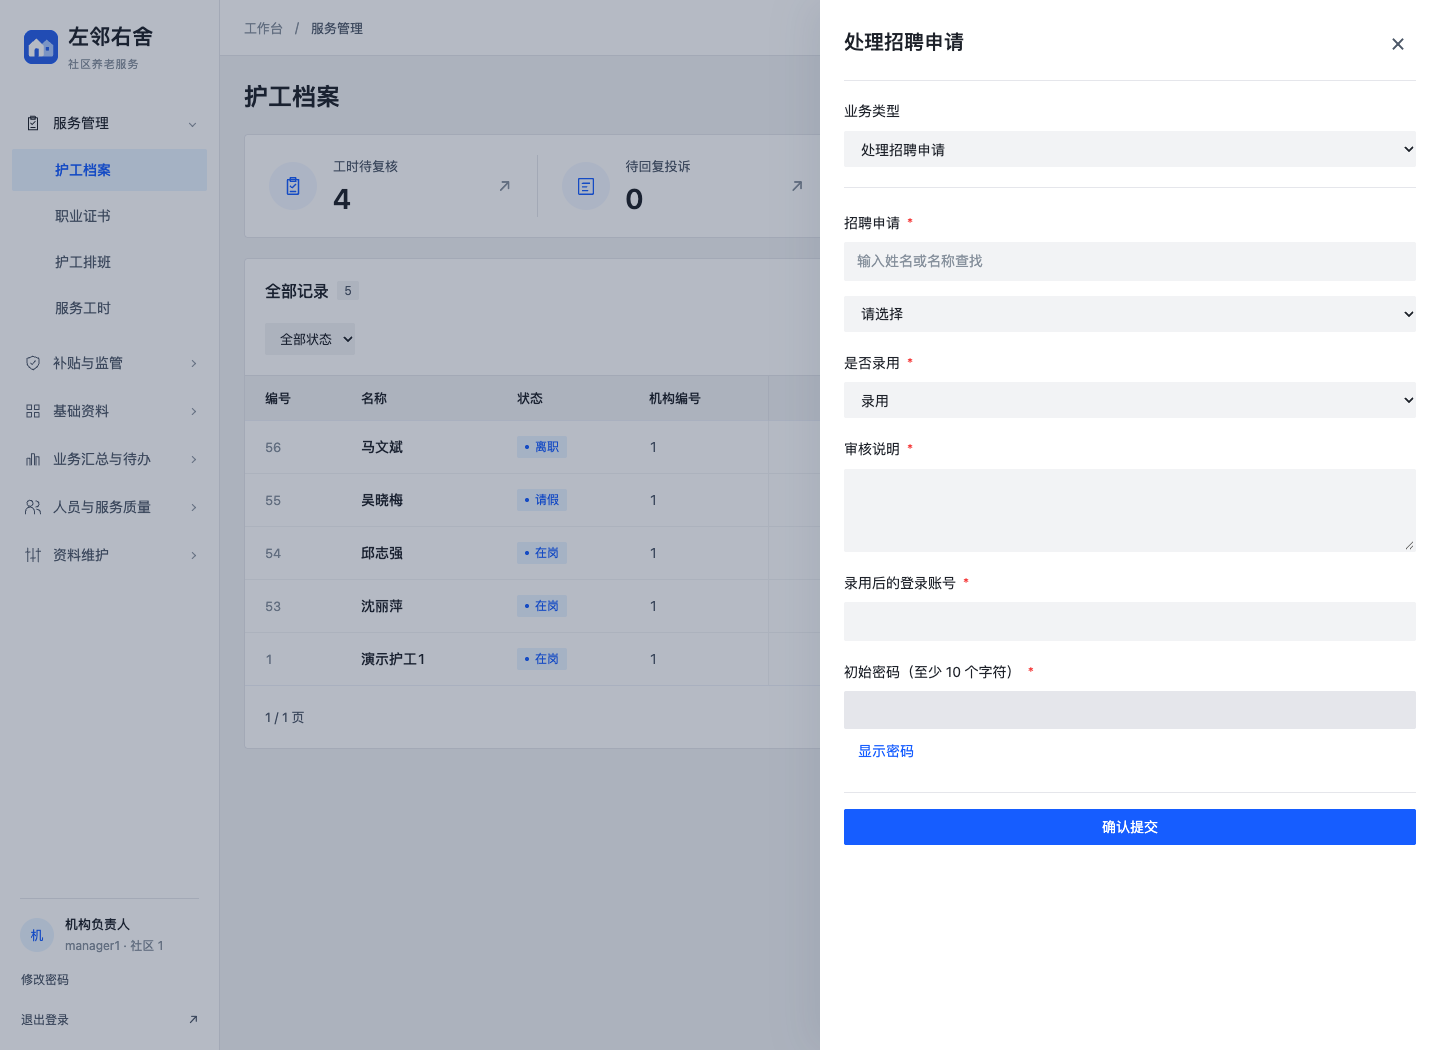 左邻右舍
社区养老服务
服务管理
护工档案
职业证书
护工排班
服务工时
补贴与监管
基础资料
业务汇总与待办
人员与服务质量
资料维护
机 机构负责人
manager1 · 社区 1
修改密码
退出登录
工作台 / 服务管理
护工档案
工时待复核
4
待回复投诉
0
全部记录 5
全部状态
编号 名称 状态 机构编号
56 马文斌 离职 1
55 吴晓梅 请假 1
54 邱志强 在岗 1
53 沈丽萍 在岗 1
1 演示护工1 在岗 1
1 / 1 页
处理招聘申请
业务类型
处理招聘申请
招聘申请 *
输入姓名或名称查找
请选择
是否录用 *
录用
审核说明 *
录用后的登录账号 *
初始密码（至少 10 个字符） *
显示密码
确认提交